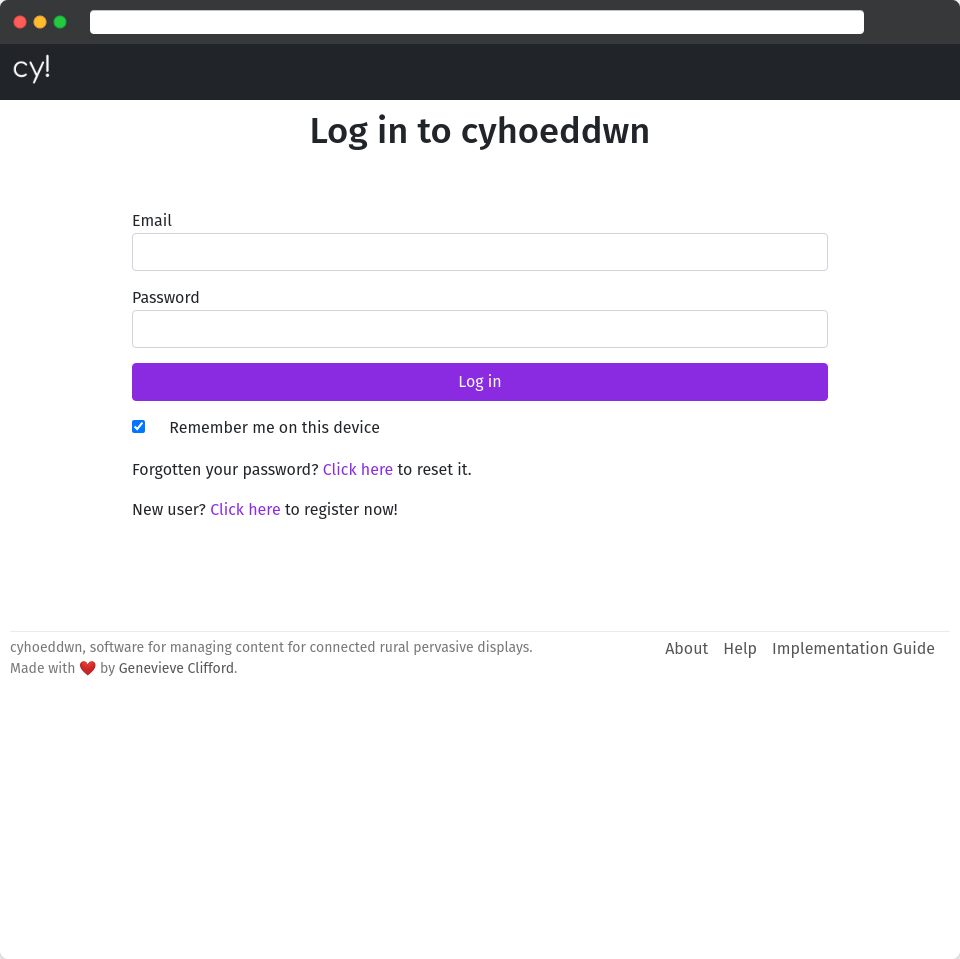 cy!
Log in to cyhoeddwn
Email
Password
Log in
Remember me on this device
Forgotten your password? Click here to reset it.
New user? Click here to register now!
cyhoeddwn, software for managing content for connected rural pervasive displays.
Made with ❤️ by Genevieve Clifford.
About Help Implementation Guide